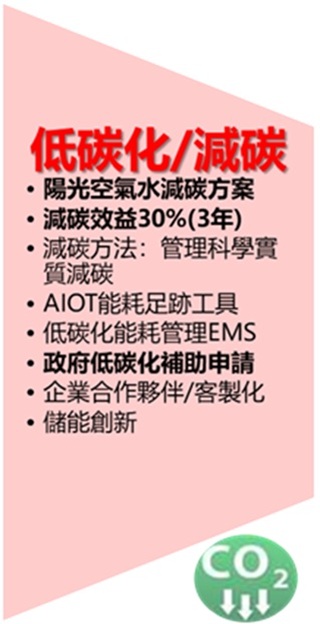 低碳化/減碳
• 陽光空氣水減碳方案
• 減碳效益30%(3年)
• 減碳方法：管理科學實
質減碳
• AIOT能耗足跡工具
• 低碳化能耗管理EMS
• 政府低碳化補助申請
• 企業合作夥伴/客製化
• 儲能創新
CO2